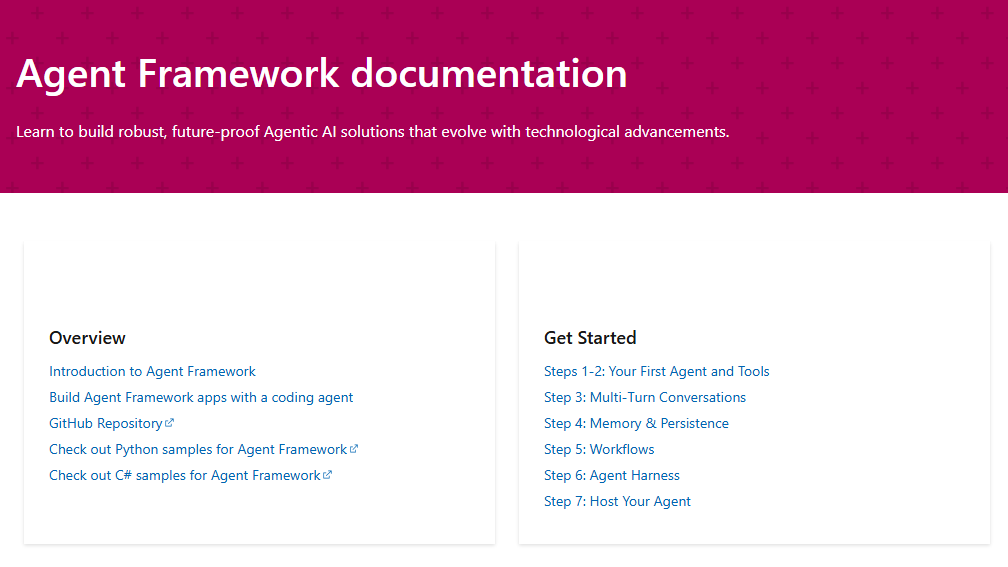 Agent Framework documentation
Learn to build robust, future-proof Agentic AI solutions that evolve with technological advancements.
Overview
Introduction to Agent Framework
Build Agent Framework apps with a coding agent
GitHub Repository
Check out Python samples for Agent Framework
Check out C# samples for Agent Framework
Get Started
Steps 1-2: Your First Agent and Tools
Step 3: Multi-Turn Conversations
Step 4: Memory & Persistence
Step 5: Workflows
Step 6: Agent Harness
Step 7: Host Your Agent